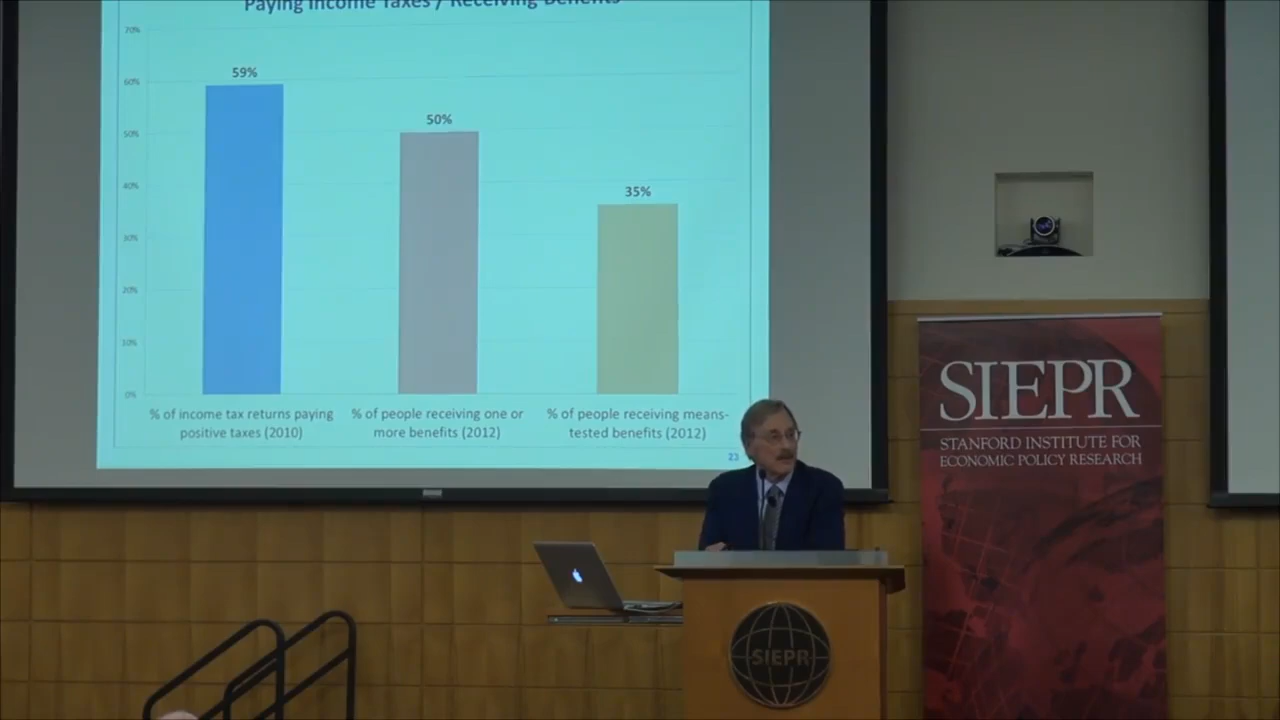 Paying Income Taxes / Receiving Benefits
70%
60%
50%
40%
30%
20%
10%
0%
59%
50%
35%
% of income tax returns paying
positive taxes (2010)
% of people receiving one or
more benefits (2012)
% of people receiving means-
tested benefits (2012)
23
SIEPR
STANFORD INSTITUTE FOR
ECONOMIC POLICY RESEARCH
SIEPR